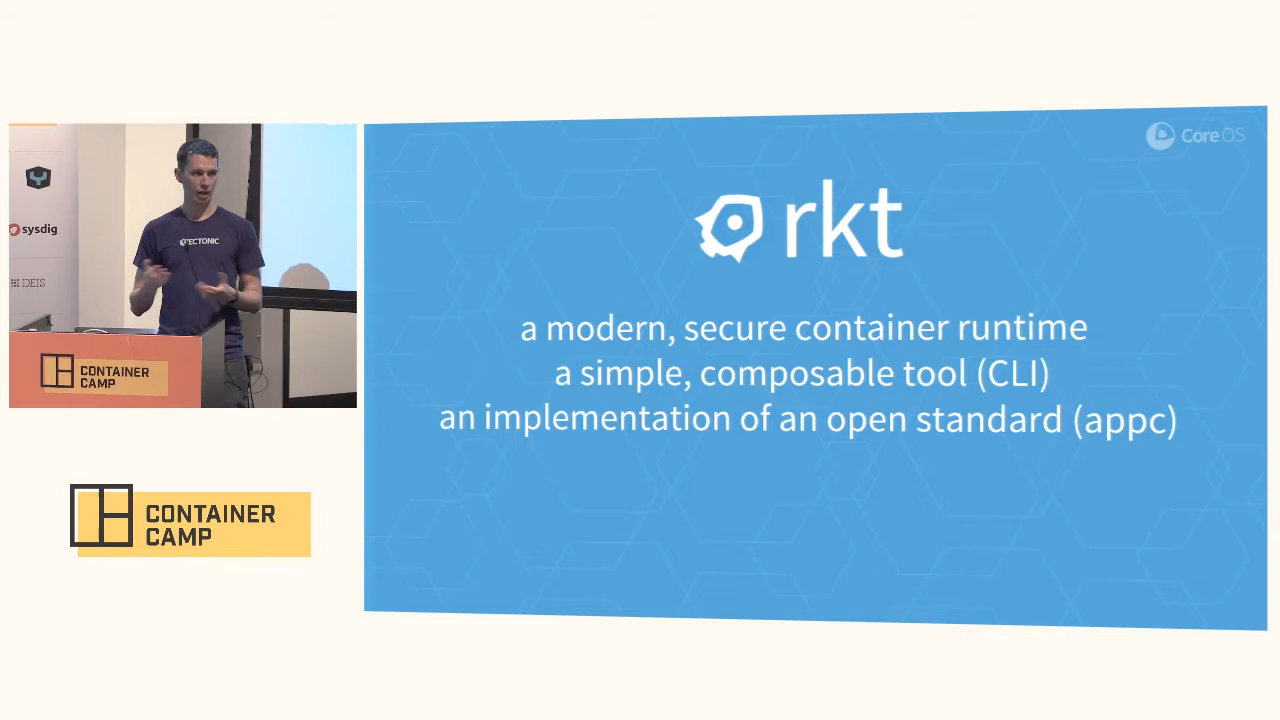 sysdig
DEIS
TECTONIC
CONTAINER
CAMP
CONTAINER
CAMP
CoreOS
rkt
a modern, secure container runtime
a simple, composable tool (CLI)
an implementation of an open standard (appc)